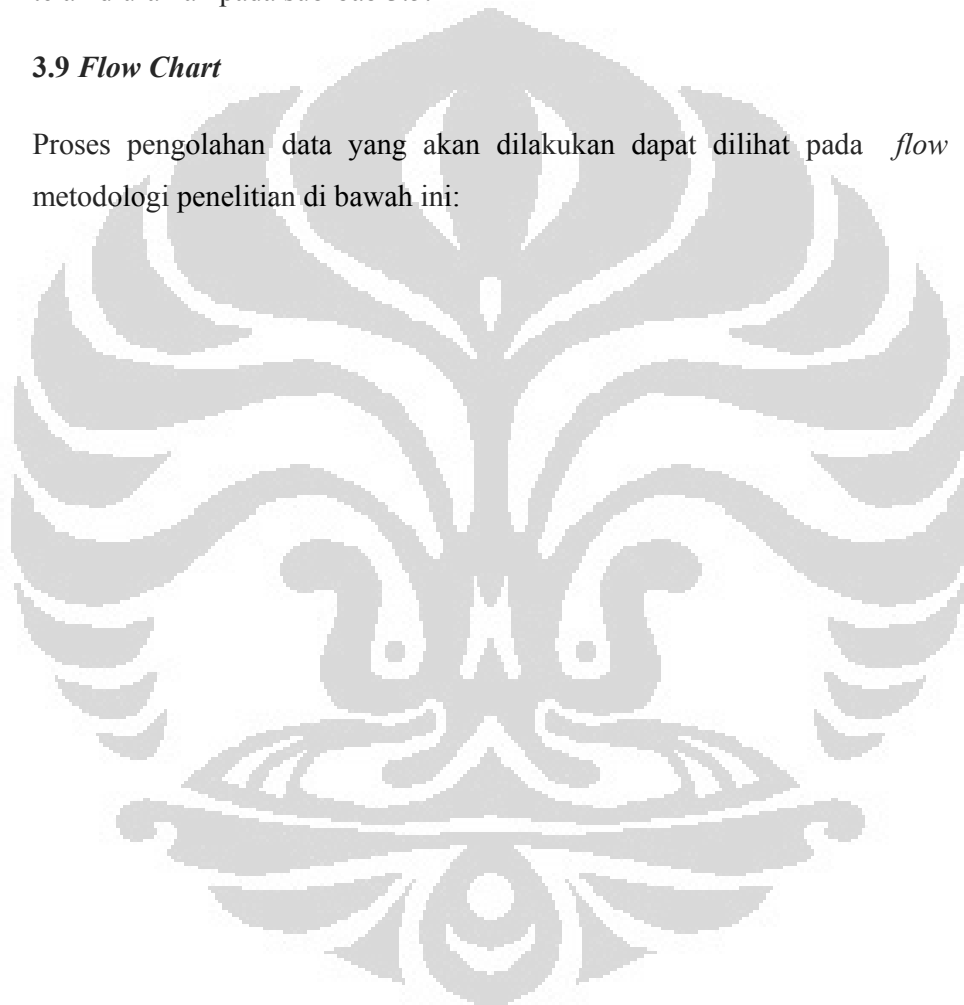 3.9 Flow Chart
Proses pengolahan data yang akan dilakukan dapat dilihat pada flow
metodologi penelitian di bawah ini: